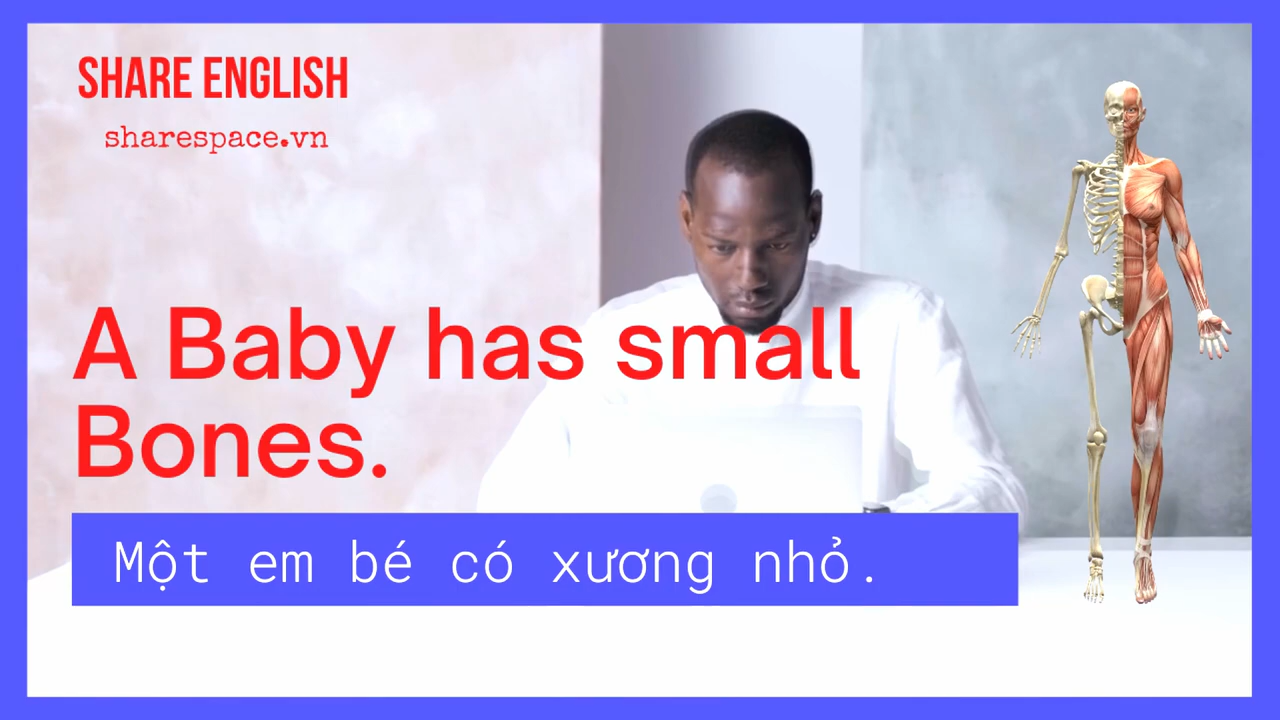 SHARE ENGLISH
sharespace.vn
A Baby has small
Bones.
Một em bé có xương nhỏ.